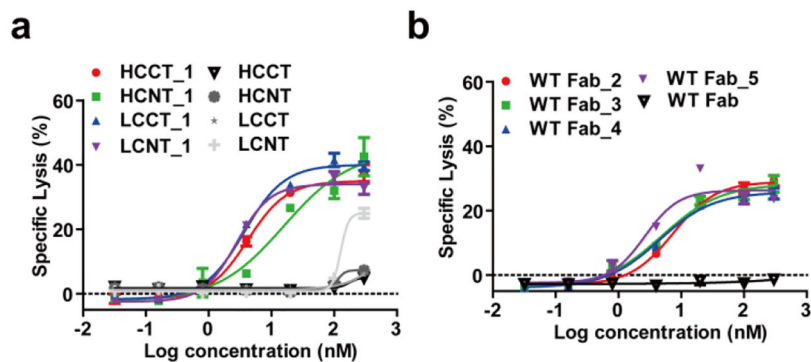 a
HCCT_1 HCCT
HCNT_1 HCNT
LCCT_1 LCCT
LCNT_1 LCNT
Specific Lysis (%)
60
40
20
0
-2 -1 0 1 2 3
Log concentration (nM)
b
WT Fab_2 WT Fab_5
WT Fab_3 WT Fab
WT Fab_4
Specific Lysis (%)
60
40
20
0
-2 -1 0 1 2 3
Log concentration (nM)